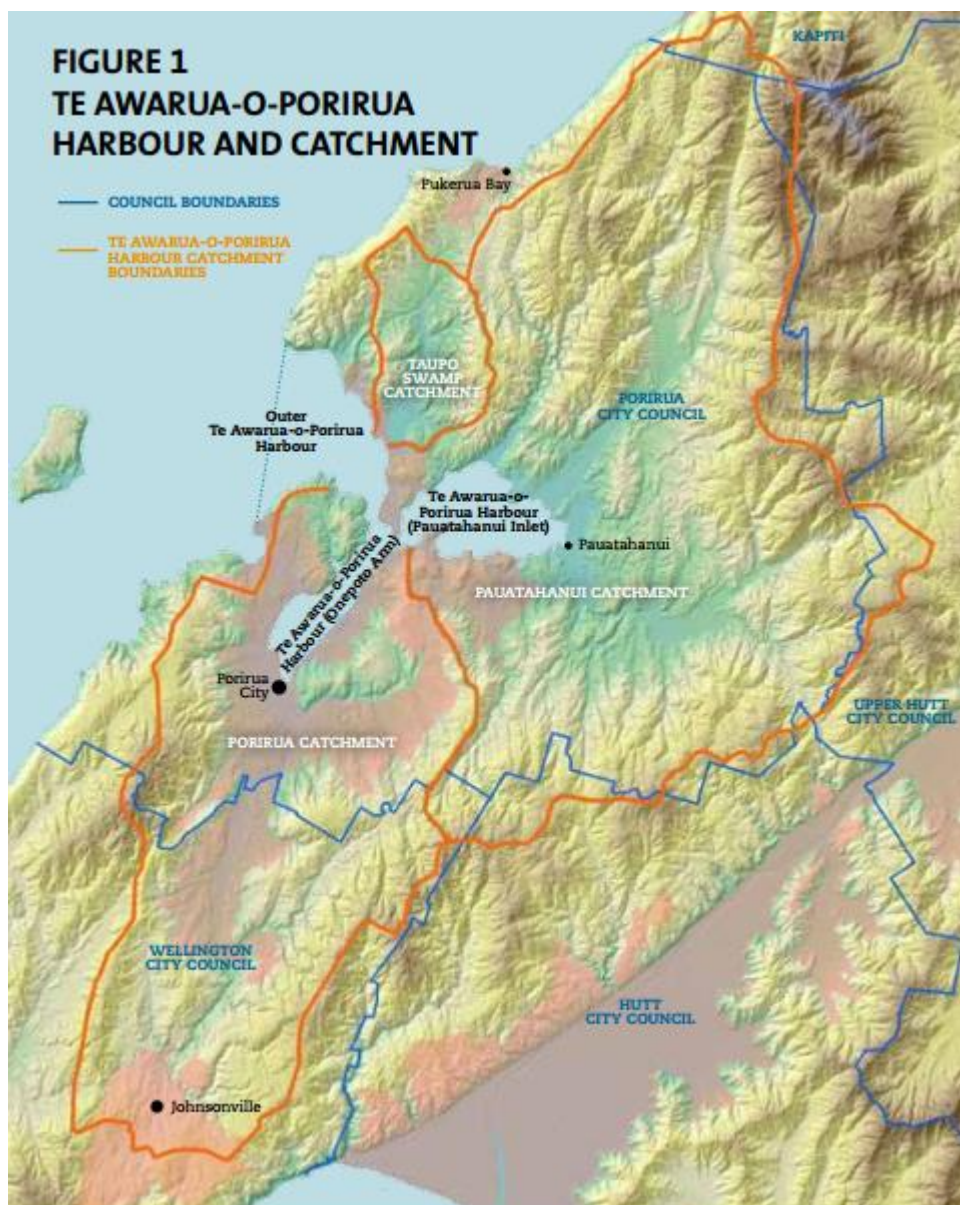 FIGURE 1
TE AWARUA-O-PORIRUA
HARBOUR AND CATCHMENT
COUNCIL BOUNDARIES
TE AWARUA-O-PORIRUA
HARBOUR CATCHMENT
BOUNDARIES
KAPITI
Pukerua Bay
TAUPO
SWAMP
CATCHMENT
PORIRUA
CITY COUNCIL
Outer
Te Awarua-o-Porirua
Harbour
Te Awarua-o-
Porirua Harbour
(Pauatahanui Inlet)
Pauatahanui
Te Awarua-o-Porirua
Harbour (Onepoto Arm)
PAUATAHANUI CATCHMENT
Porirua
City
UPPER HUTT
CITY COUNCIL
PORIRUA CATCHMENT
WELLINGTON
CITY COUNCIL
HUTT
CITY COUNCIL
Johnsonville